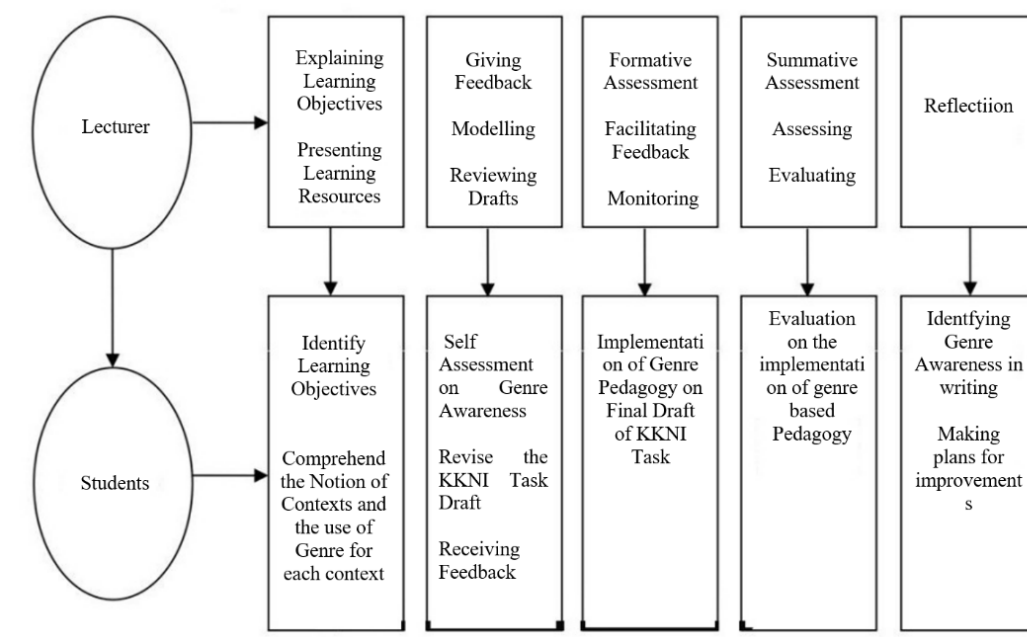 Lecturer
Explaining
Learning
Objectives
Presenting
Learning
Resources
Giving
Feedback
Modelling
Reviewing
Drafts
Formative
Assessment
Facilitating
Feedback
Monitoring
Summative
Assessment
Assessing
Evaluating
Reflectiion
Students
Identify
Learning
Objectives
Comprehend
the Notion of
Contexts and
the use of
Genre for
each context
Self
Assessment
on Genre
Awareness
Revise the
KKNI Task
Draft
Receiving
Feedback
Implementati
on of Genre
Pedagogy on
Final Draft
of KKNI
Task
Evaluation
on the
implementati
on of genre
based
Pedagogy
Identfying
Genre
Awareness in
writing
Making
plans for
improvement
s